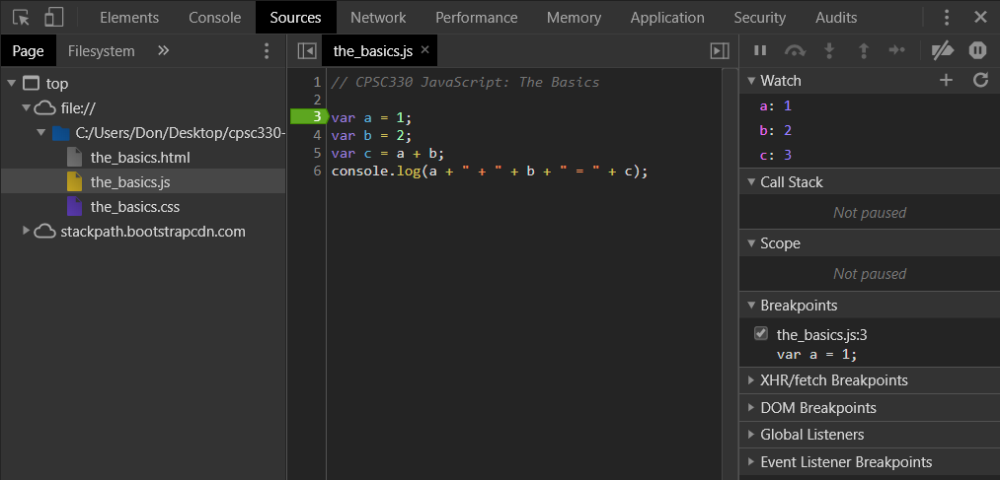 Elements Console Sources Network Performance Memory Application Security Audits
Page Filesystem
top
file://
C:/Users/Don/Desktop/cpsc330-
the_basics.html
the_basics.js
the_basics.css
stackpath.bootstrapcdn.com
the_basics.js
1 // CPSC330 JavaScript: The Basics
2
3 var a = 1;
4 var b = 2;
5 var c = a + b;
6 console.log(a + " + " + b + " = " + c);
Watch
a: 1
b: 2
c: 3
Call Stack
Not paused
Scope
Not paused
Breakpoints
the_basics.js:3
var a = 1;
XHR/fetch Breakpoints
DOM Breakpoints
Global Listeners
Event Listener Breakpoints